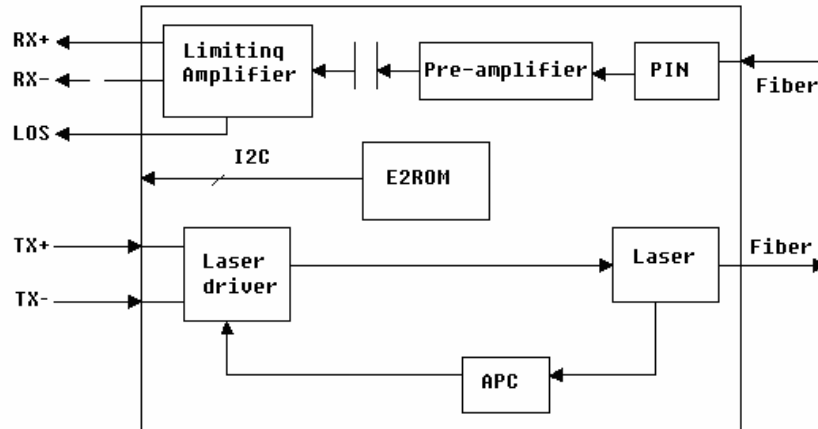 RX+
RX-
LOS
Limitinq
Amplifier
Pre-amplifier
PIN
Fiber
I2C
E2ROM
TX+
TX-
Laser
driver
Laser
Fiber
APC